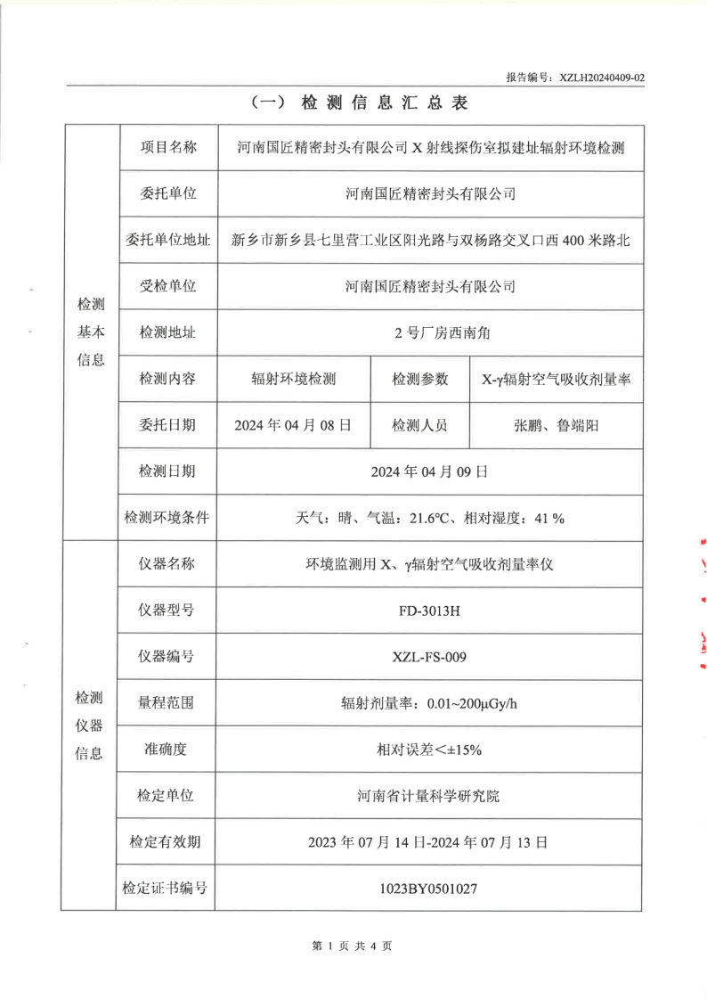 报告编号：XZLH20240409-02
（一）检测信息汇总表
检测
基本
信息
项目名称 河南国匠精密封头有限公司 X 射线探伤室拟建址辐射环境检测
委托单位 河南国匠精密封头有限公司
委托单位地址 新乡市新乡县七里营工业区阳光路与双杨路交叉口西 400 米路北
受检单位 河南国匠精密封头有限公司
检测地址 2 号厂房西南角
检测内容 辐射环境检测 检测参数 X-γ辐射空气吸收剂量率
委托日期 2024 年 04 月 08 日 检测人员 张鹏、鲁端阳
检测日期 2024 年 04 月 09 日
检测环境条件 天气：晴、气温：21.6℃、相对湿度：41 %
检测
仪器
信息
仪器名称 环境监测用 X、γ辐射空气吸收剂量率仪
仪器型号 FD-3013H
仪器编号 XZL-FS-009
量程范围 辐射剂量率：0.01~200μGy/h
准确度 相对误差＜±15%
检定单位 河南省计量科学研究院
检定有效期 2023 年 07 月 14 日-2024 年 07 月 13 日
检定证书编号 1023BY0501027
第 1 页 共 4 页